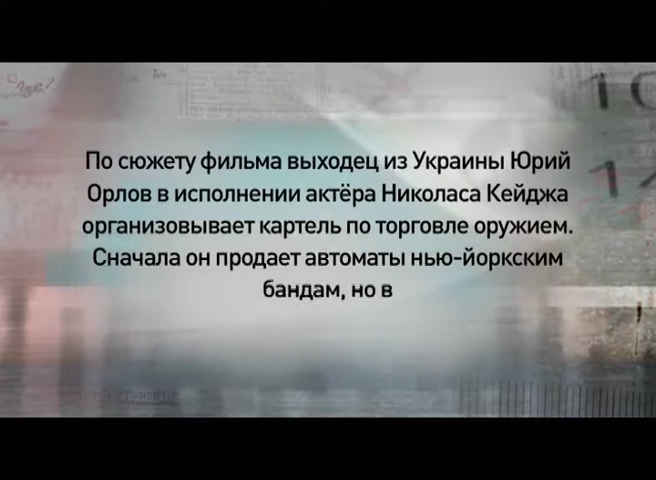 По сюжету фильма выходец из Украины Юрий
Орлов в исполнении актёра Николаса Кейджа
организовывает картель по торговле оружием.
Сначала он продает автоматы нью-йоркским
бандам, но в